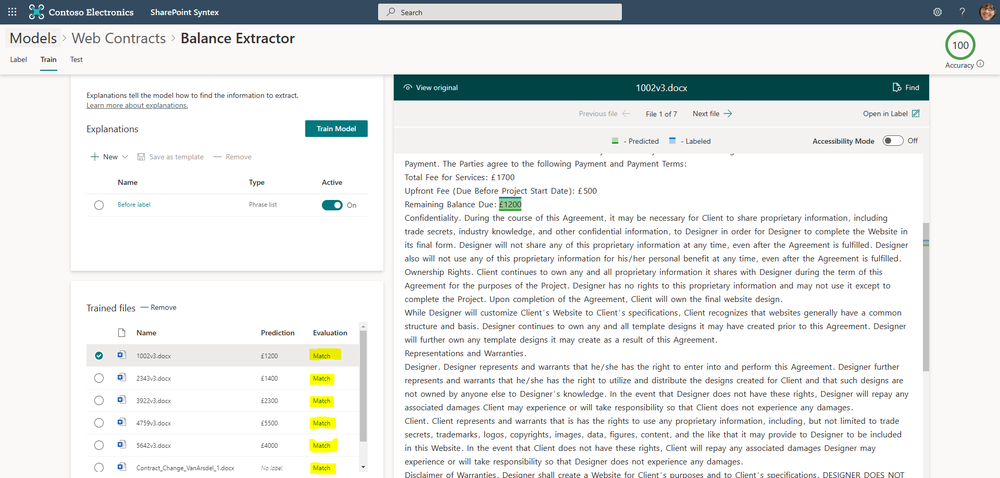 Contoso Electronics
SharePoint Syntex
Search
Models > Web Contracts > Balance Extractor
Label
Train
Test
100
Accuracy
Explanations tell the model how to find the information to extract.
Learn more about explanations.
Explanations
Train Model
New
Save as template
Remove
Name Type Active
Before label Phrase list On
Trained files
Remove
Name Prediction Evaluation
1002v3.docx £1200 Match
2343v3.docx £1400 Match
3922v3.docx £2300 Match
4759v3.docx £5500 Match
5642v3.docx £4000 Match
Contract_Change_VanArsdel_1.docx No label Match
View original
1002v3.docx
Find
Previous file
File 1 of 7
Next file
Open in Label
- Predicted
- Labeled
Accessibility Mode
Off
Payment. The Parties agree to the following Payment and Payment Terms:
Total Fee for Services: £1700
Upfront Fee (Due Before Project Start Date): £500
Remaining Balance Due: £1200
Confidentiality. During the course of this Agreement, it may be necessary for Client to share proprietary information, including
trade secrets, industry knowledge, and other confidential information, to Designer in order for Designer to complete the Website in
its final form. Designer will not share any of this proprietary information at any time, even after the Agreement is fulfilled. Designer
also will not use any of this proprietary information for his/her personal benefit at any time, even after the Agreement is fulfilled.
Ownership Rights. Client continues to own any and all proprietary information it shares with Designer during the term of this
Agreement for the purposes of the Project. Designer has no rights to this proprietary information and may not use it except to
complete the Project. Upon completion of the Agreement, Client will own the final website design.
While Designer will customize Client's Website to Client's specifications, Client recognizes that websites generally have a common
structure and basis. Designer continues to own any and all template designs it may have created prior to this Agreement. Designer
will further own any template designs it may create as a result of this Agreement.
Representations and Warranties.
Designer. Designer represents and warrants that he/she has the right to enter into and perform this Agreement. Designer further
represents and warrants that he/she has the right to utilize and distribute the designs created for Client and that such designs are
not owned by anyone else to Designer's knowledge. In the event that Designer does not have these rights, Designer will repay any
associated damages Client may experience or will take responsibility so that Client does not experience any damages.
Client. Client represents and warrants that is has the rights to use any proprietary information, including, but not limited to trade
secrets, trademarks, logos, copyrights, images, data, figures, content, and the like that it may provide to Designer to be included
in this Website. In the event that Client does not have these rights, Client will repay any associated damages Designer may
experience or will take responsibility so that Designer does not experience any damages.
Disclaimer of Warranties. Designer shall create a Website for Client's purposes and to Client's specifications. DESIGNER DOES NOT